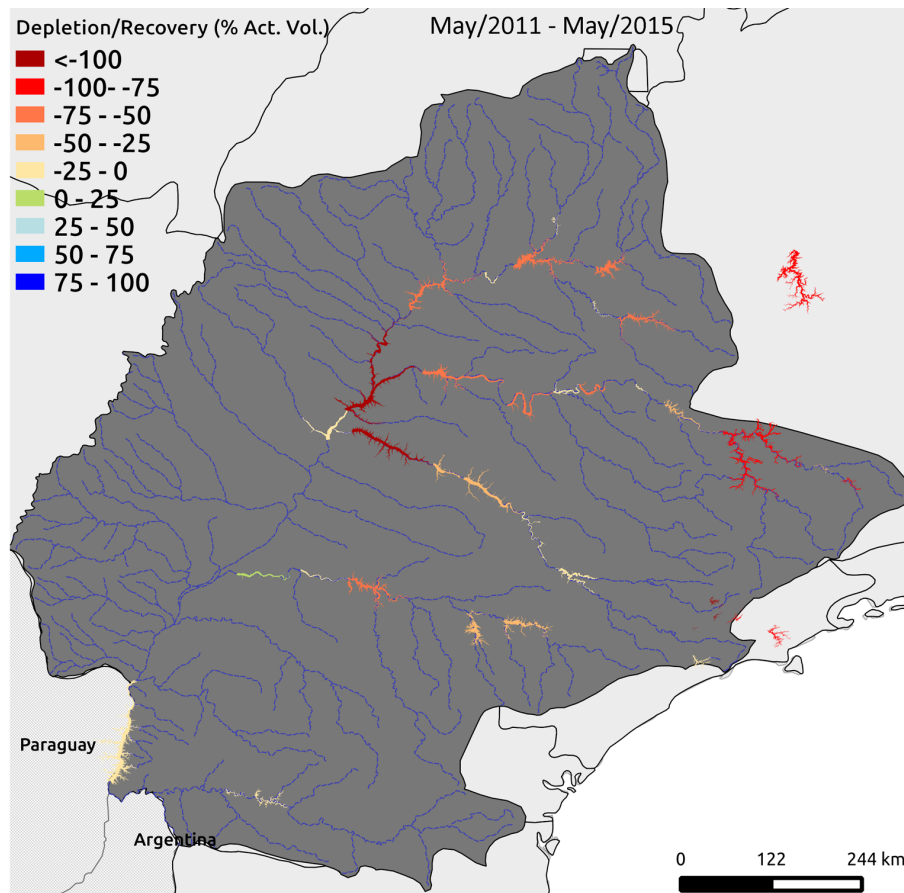 Depletion/Recovery (% Act. Vol.)
May/2011 - May/2015
<-100
-100- -75
-75 - -50
-50 - -25
-25 - 0
0 - 25
25 - 50
50 - 75
75 - 100
Paraguay
Argentina
0 122 244 km